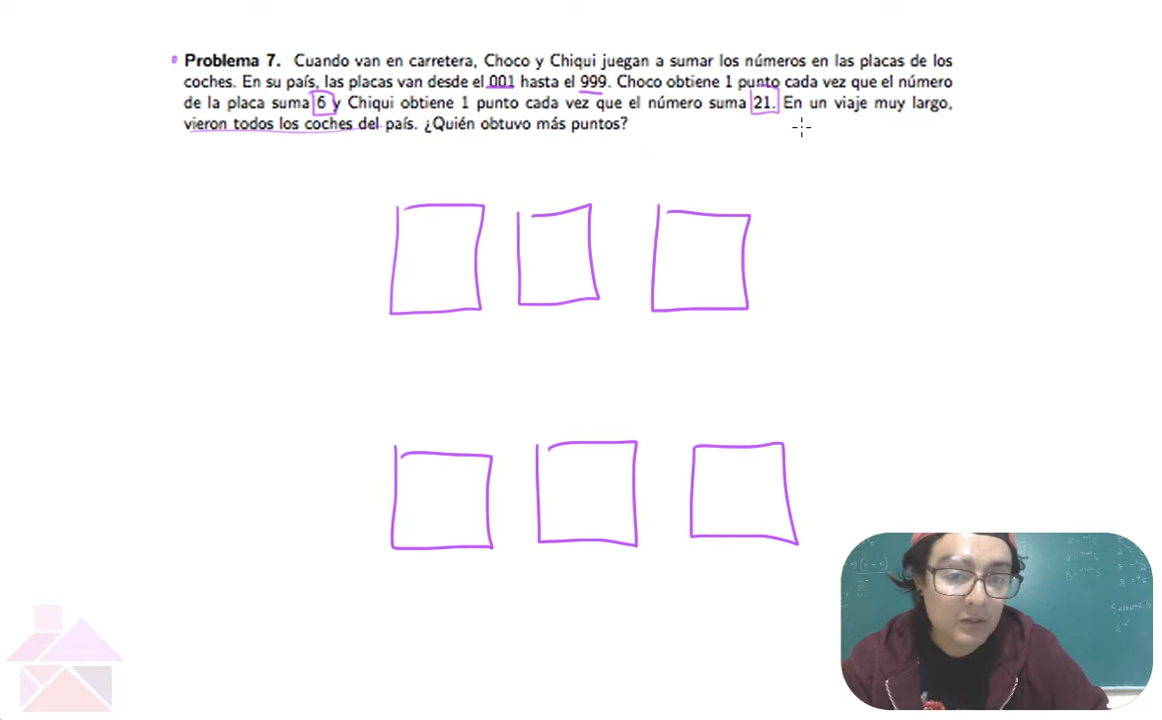 Problema 7. Cuando van en carretera, Choco y Chiqui juegan a sumar los números en las placas de los
coches. En su país, las placas van desde el 001 hasta el 999. Choco obtiene 1 punto cada vez que el número
de la placa suma 6 y Chiqui obtiene 1 punto cada vez que el número suma 21. En un viaje muy largo,
vieron todos los coches del país. ¿Quién obtuvo más puntos?